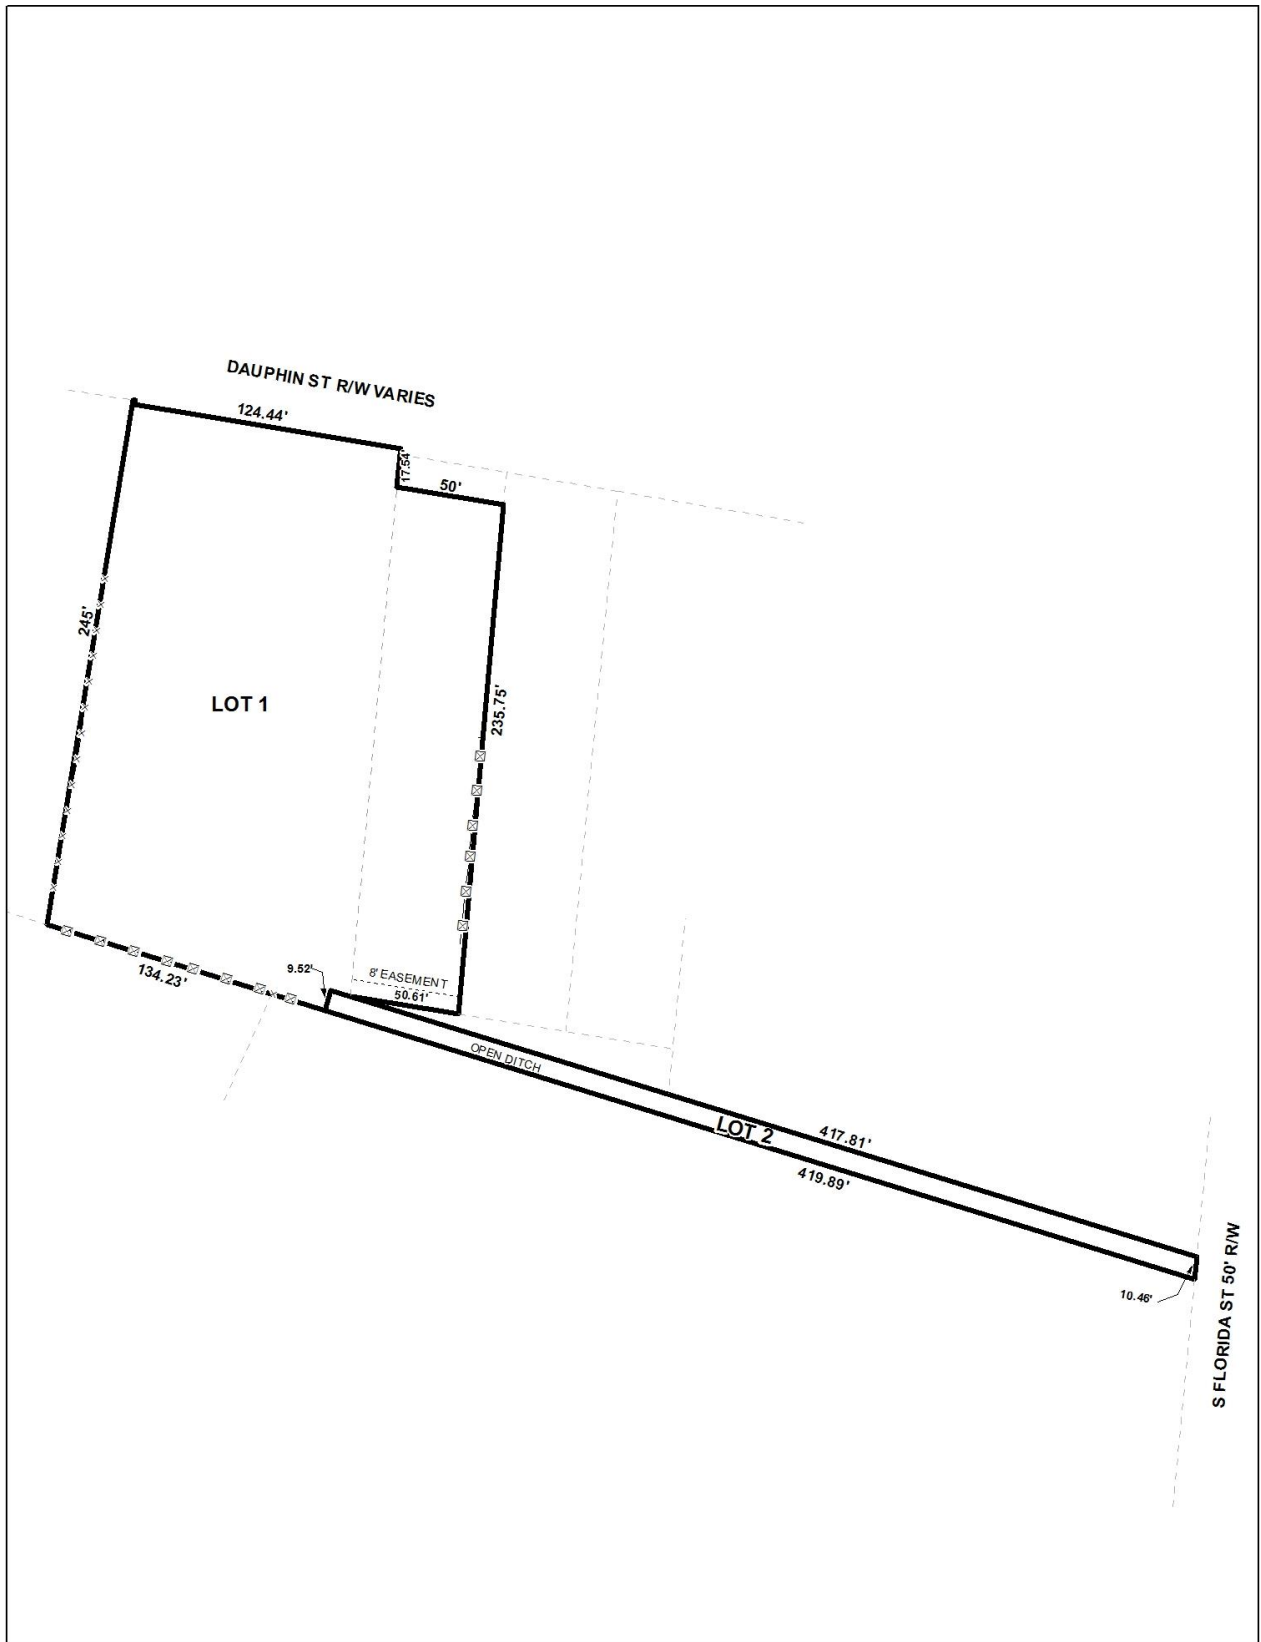 DAUPHIN ST R/W VARIES
124.44'
17.54'
50'
245'
LOT 1
235.75'
134.23'
9.52'
8' EASEMENT
50.61'
OPEN DITCH
LOT 2
417.81'
419.89'
10.46'
S FLORIDA ST 50' R/W